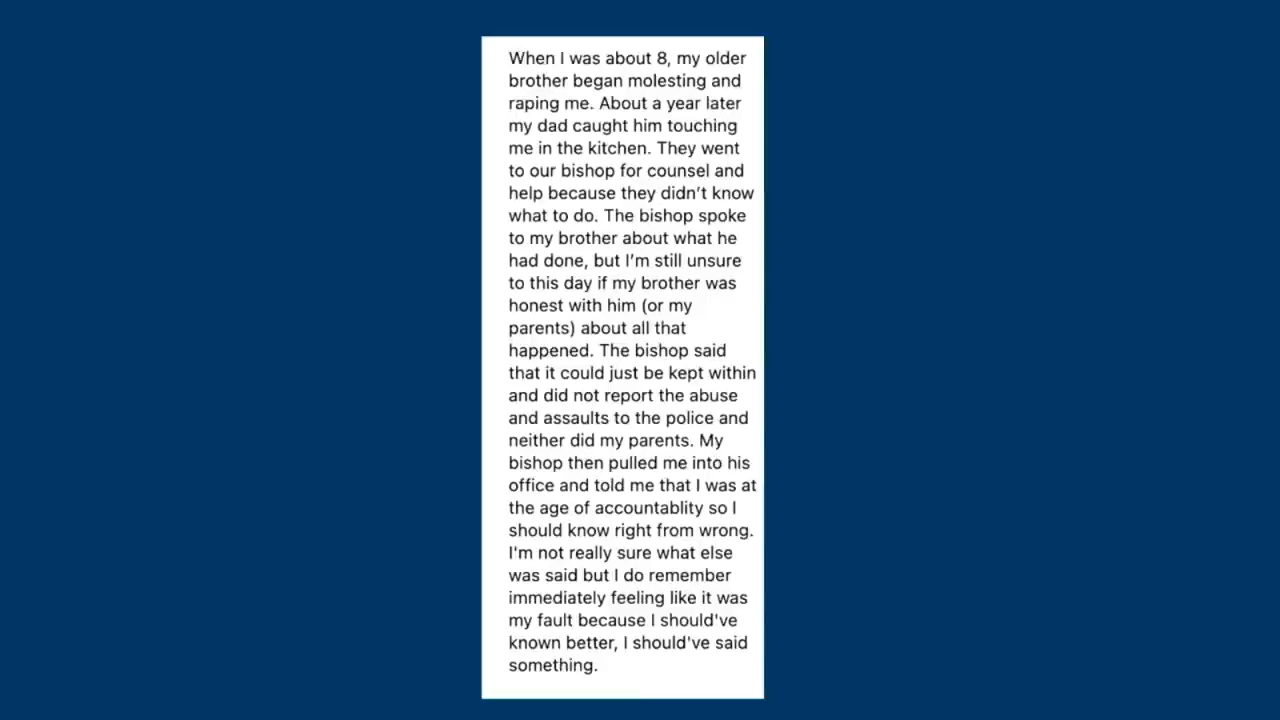 When I was about 8, my older
brother began molesting and
raping me. About a year later
my dad caught him touching
me in the kitchen. They went
to our bishop for counsel and
help because they didn’t know
what to do. The bishop spoke
to my brother about what he
had done, but I’m still unsure
to this day if my brother was
honest with him (or my
parents) about all that
happened. The bishop said
that it could just be kept within
and did not report the abuse
and assaults to the police and
neither did my parents. My
bishop then pulled me into his
office and told me that I was at
the age of accountablity so I
should know right from wrong.
I'm not really sure what else
was said but I do remember
immediately feeling like it was
my fault because I should've
known better, I should've said
something.